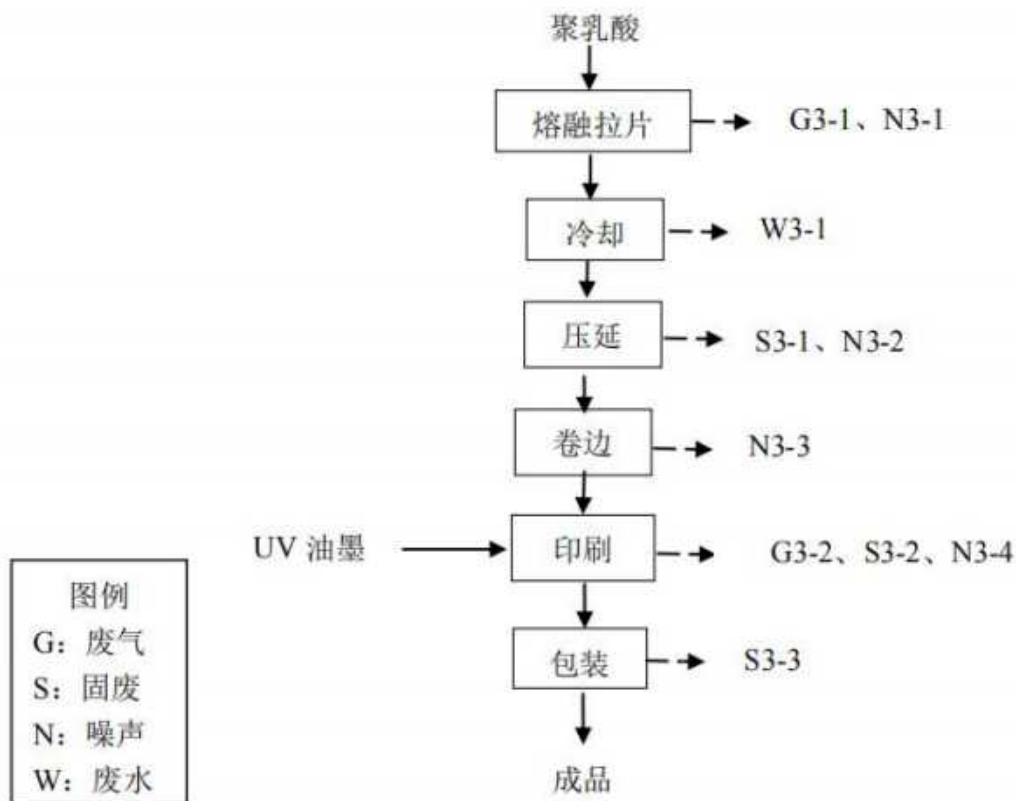 聚乳酸
熔融拉片
G3-1、N3-1
冷却
W3-1
压延
S3-1、N3-2
卷边
N3-3
UV 油墨
印刷
G3-2、S3-2、N3-4
包装
S3-3
成品
图例
G：废气
S：固废
N：噪声
W：废水